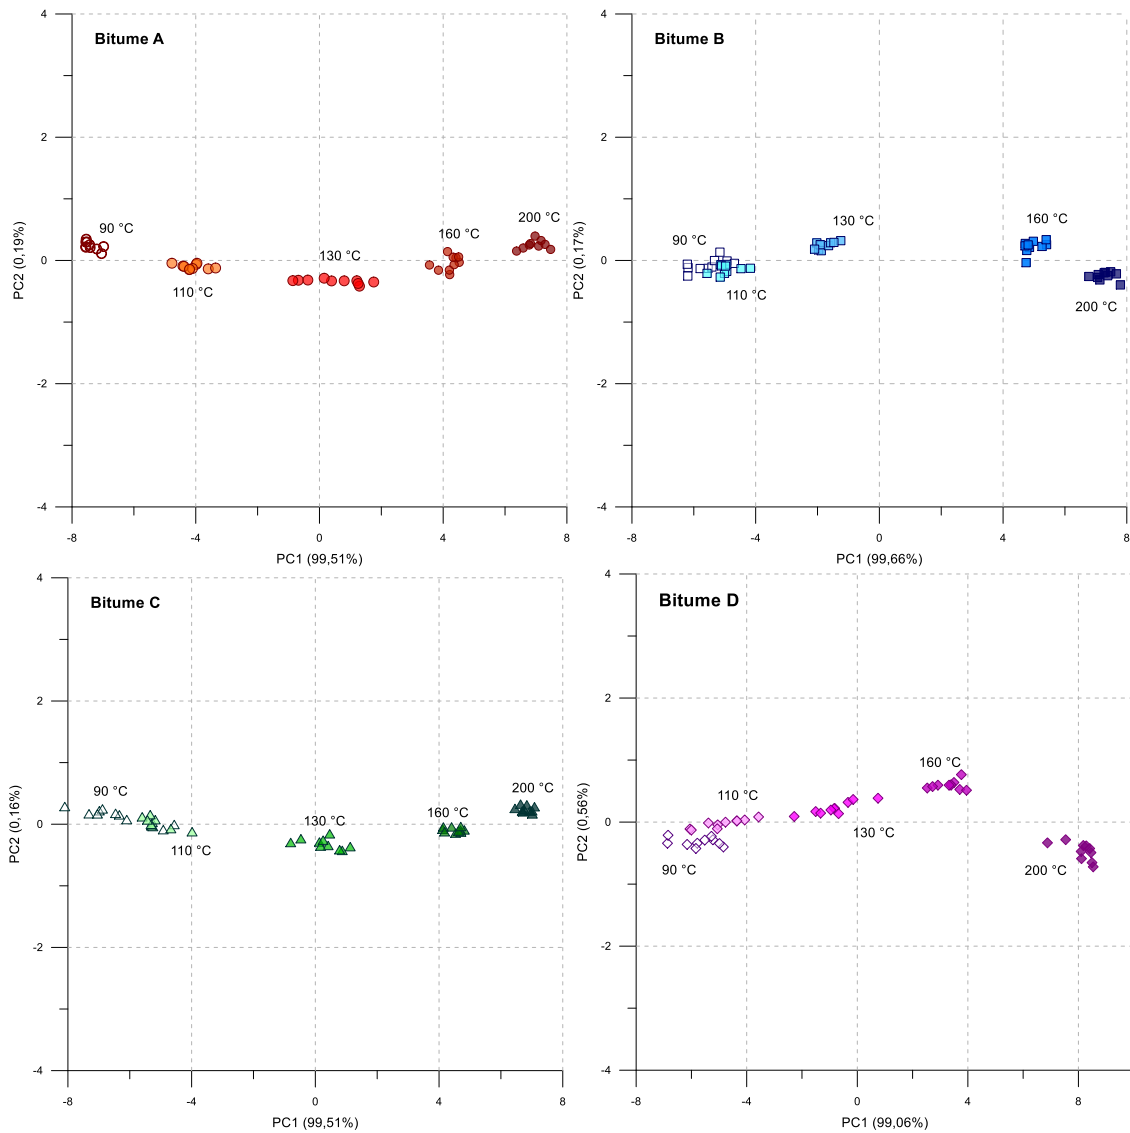 4
Bitume A
2
90 °C
110 °C
130 °C
160 °C
200 °C
0
PC2 (0,19%)
-2
-4
-8
-4
0
4
8
PC1 (99,51%)
4
Bitume B
2
90 °C
110 °C
130 °C
160 °C
200 °C
0
PC2 (0,17%)
-2
-4
-8
-4
0
4
8
PC1 (99,66%)
4
Bitume C
2
90 °C
110 °C
130 °C
160 °C
200 °C
0
PC2 (0,16%)
-2
-4
-8
-4
0
4
8
PC1 (99,51%)
4
Bitume D
2
90 °C
110 °C
130 °C
160 °C
200 °C
0
PC2 (0,56%)
-2
-4
-8
-4
0
4
8
PC1 (99,06%)